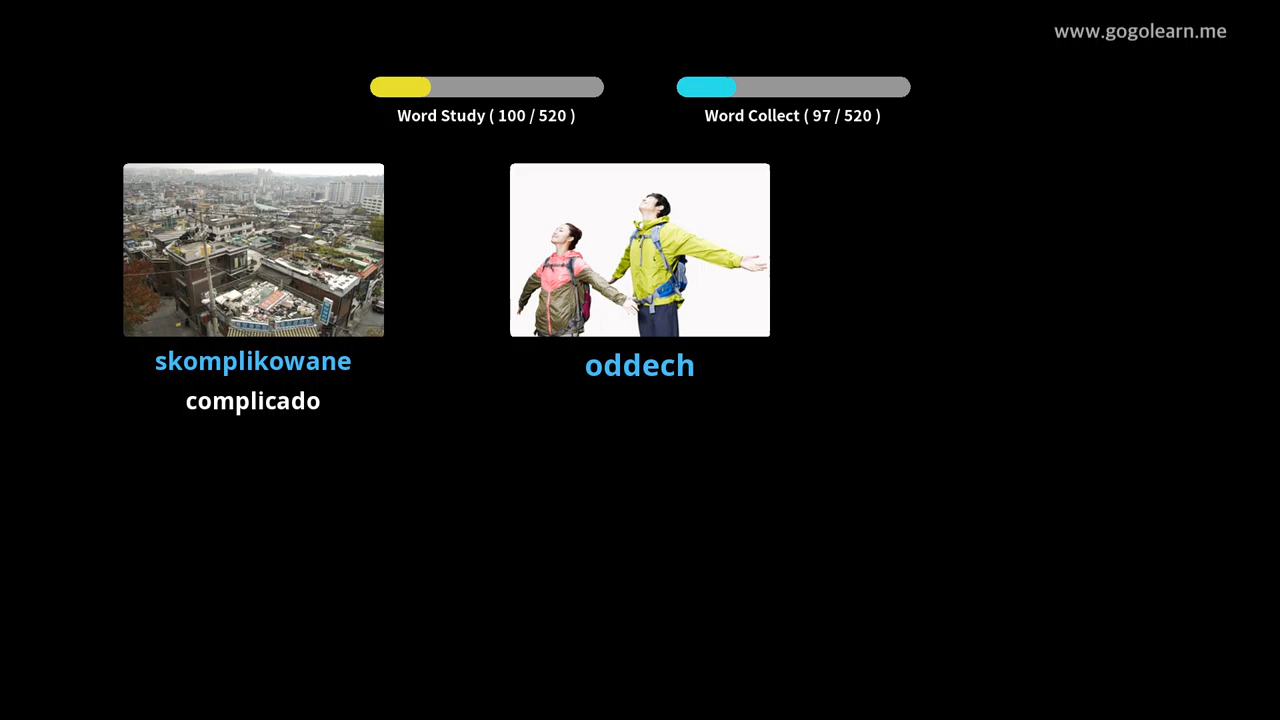 www.gogolearn.me
Word Study ( 100 / 520 )
Word Collect ( 97 / 520 )
skomplikowane
complicado
oddech